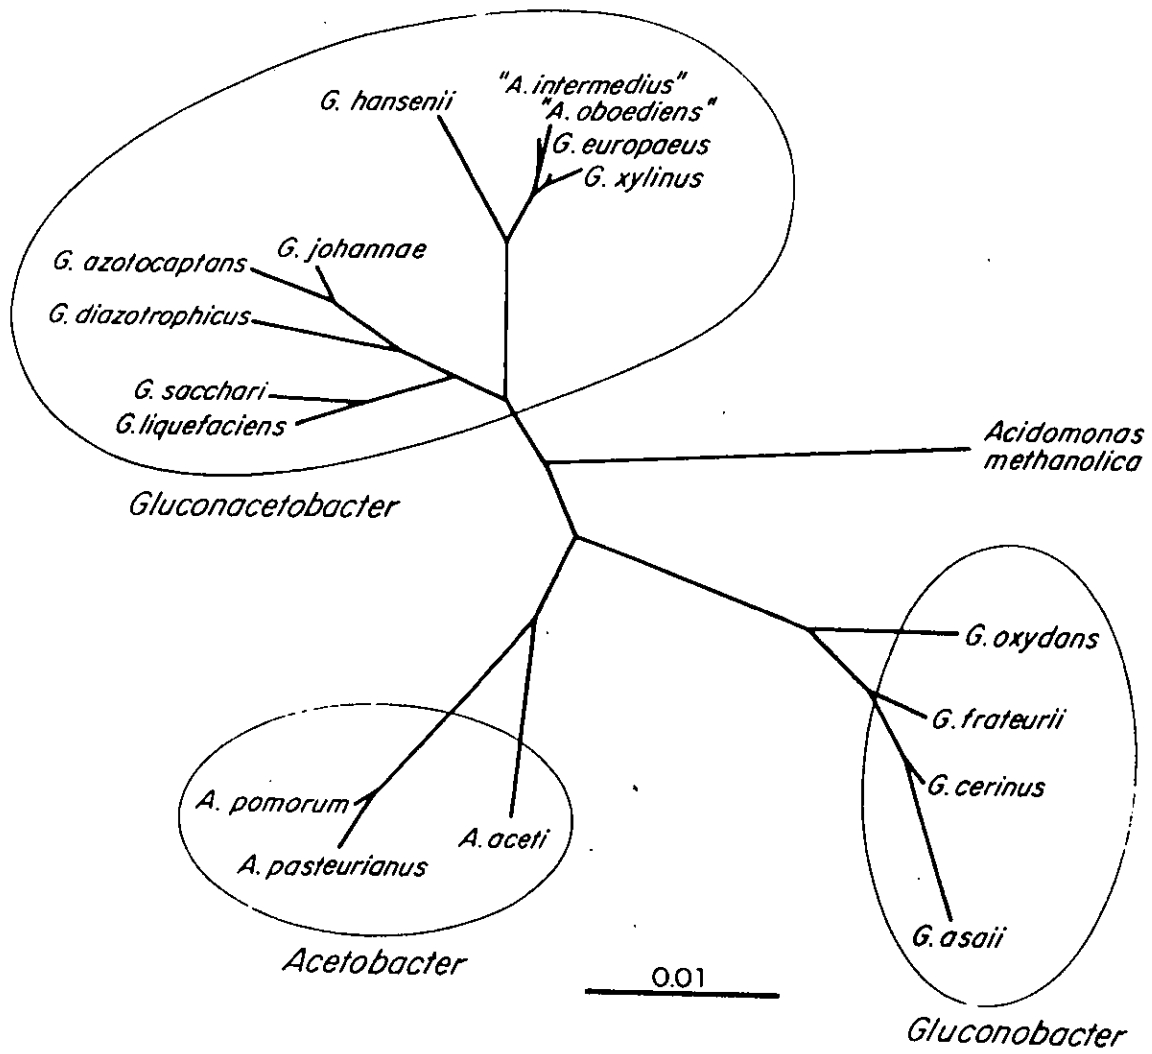 "A. intermedius"
G. hansenii
"A. oboediens"
G. europaeus
G. xylinus
G. johannae
G. azotocaptans
G. diazotrophicus
G. sacchari
G. liquefaciens
Acidomonas
methanolica
Gluconacetobacter
G. oxydans
G. frateurii
G. cerinus
A. pomorum
A. aceti
A. pasteurianus
G. asaii
Acetobacter
0.01
Gluconobacter